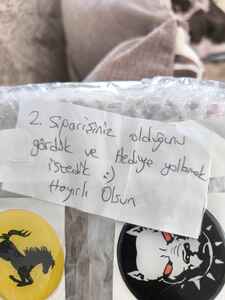 2. Siparişiniz olduğunu
gördük ve Hediye yollamak
istedik :)
Hayırlı Olsun